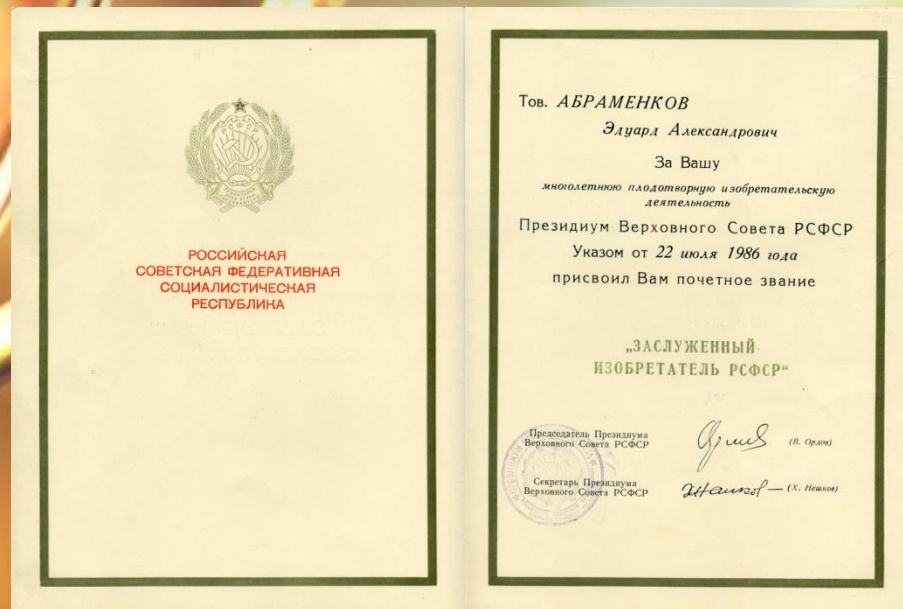 РОССИЙСКАЯ
СОВЕТСКАЯ ФЕДЕРАТИВНАЯ
СОЦИАЛИСТИЧЕСКАЯ
РЕСПУБЛИКА
Тов. АБРАМЕНКОВ
Эдуард Александрович
За Вашу
многолетнюю плодотворную изобретательскую
деятельность
Президиум Верховного Совета РСФСР
Указом от 22 июля 1986 года
присвоил Вам почетное звание
„ЗАСЛУЖЕННЫЙ
ИЗОБРЕТАТЕЛЬ РСФСР“
Председатель Президиума
Верховного Совета РСФСР
(В. Орлов)
Секретарь Президиума
Верховного Совета РСФСР
(Х. Нешков)